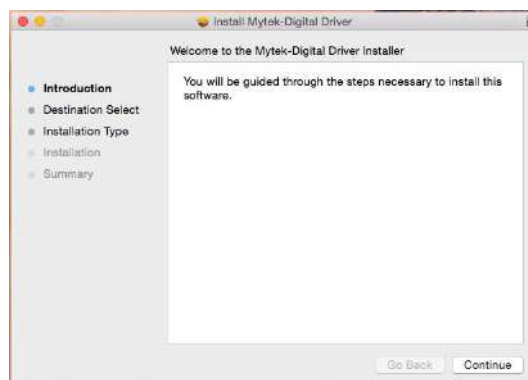 Install Mytek-Digital Driver
Welcome to the Mytek-Digital Driver Installer
Introduction
Destination Select
Installation Type
Installation
Summary
You will be guided through the steps necessary to install this
software.
Go Back
Continue